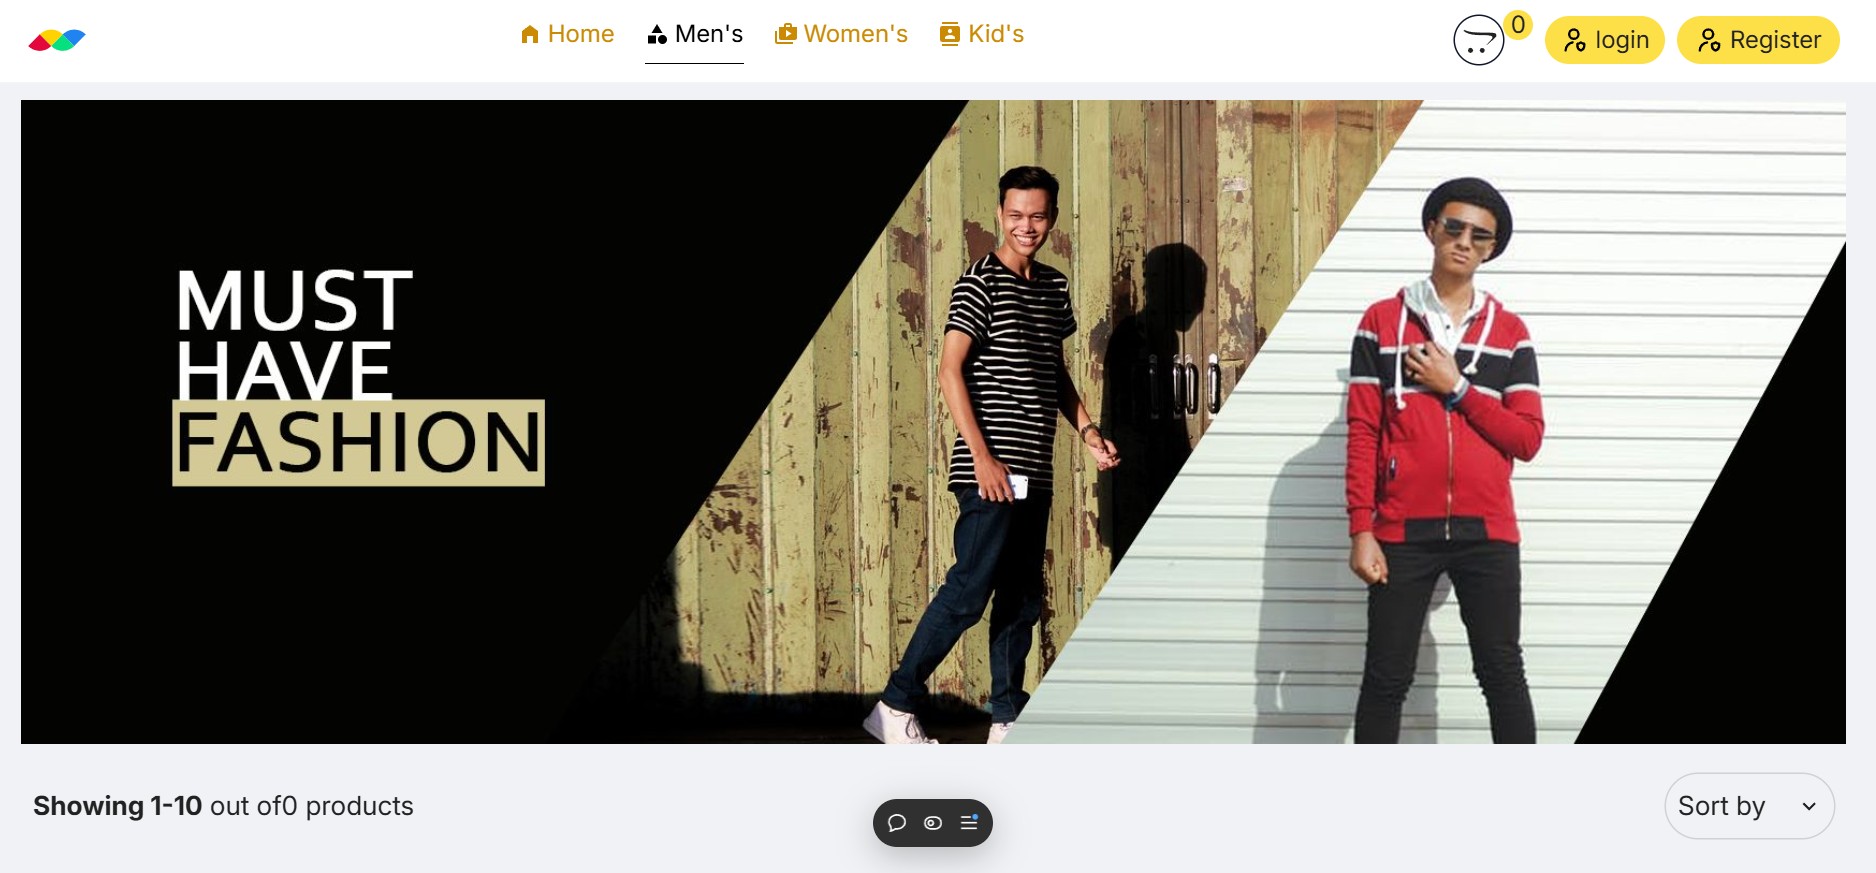 Home Men's Women's Kid's 0 login Register
MUST
HAVE
FASHION
Showing 1-10 out of0 products Sort by